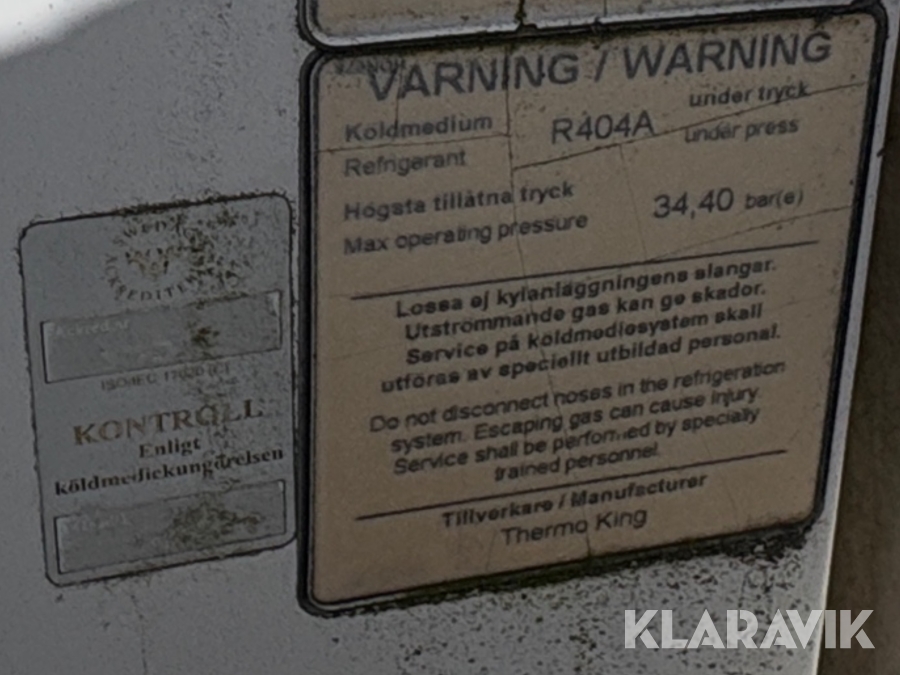 VARNING / WARNING
Köldmedium
Refrigerant
R404A
under tryck
under press
Högsta tillåtna tryck
Max operating pressure
34,40 bar(e)
Lossa ej kylanläggningens slangar.
Utströmmande gas kan ge skador.
Service på köldmediesystem skall
utföras av speciellt utbildad personal.
Do not disconnect hoses in the refrigeration
system. Escaping gas can cause injury.
Service shall be performed by specially
trained personnel.
Tillverkare / Manufacturer
Thermo King
KONTROLL
Enligt
köldmediekungörelsen
KLARAVIK